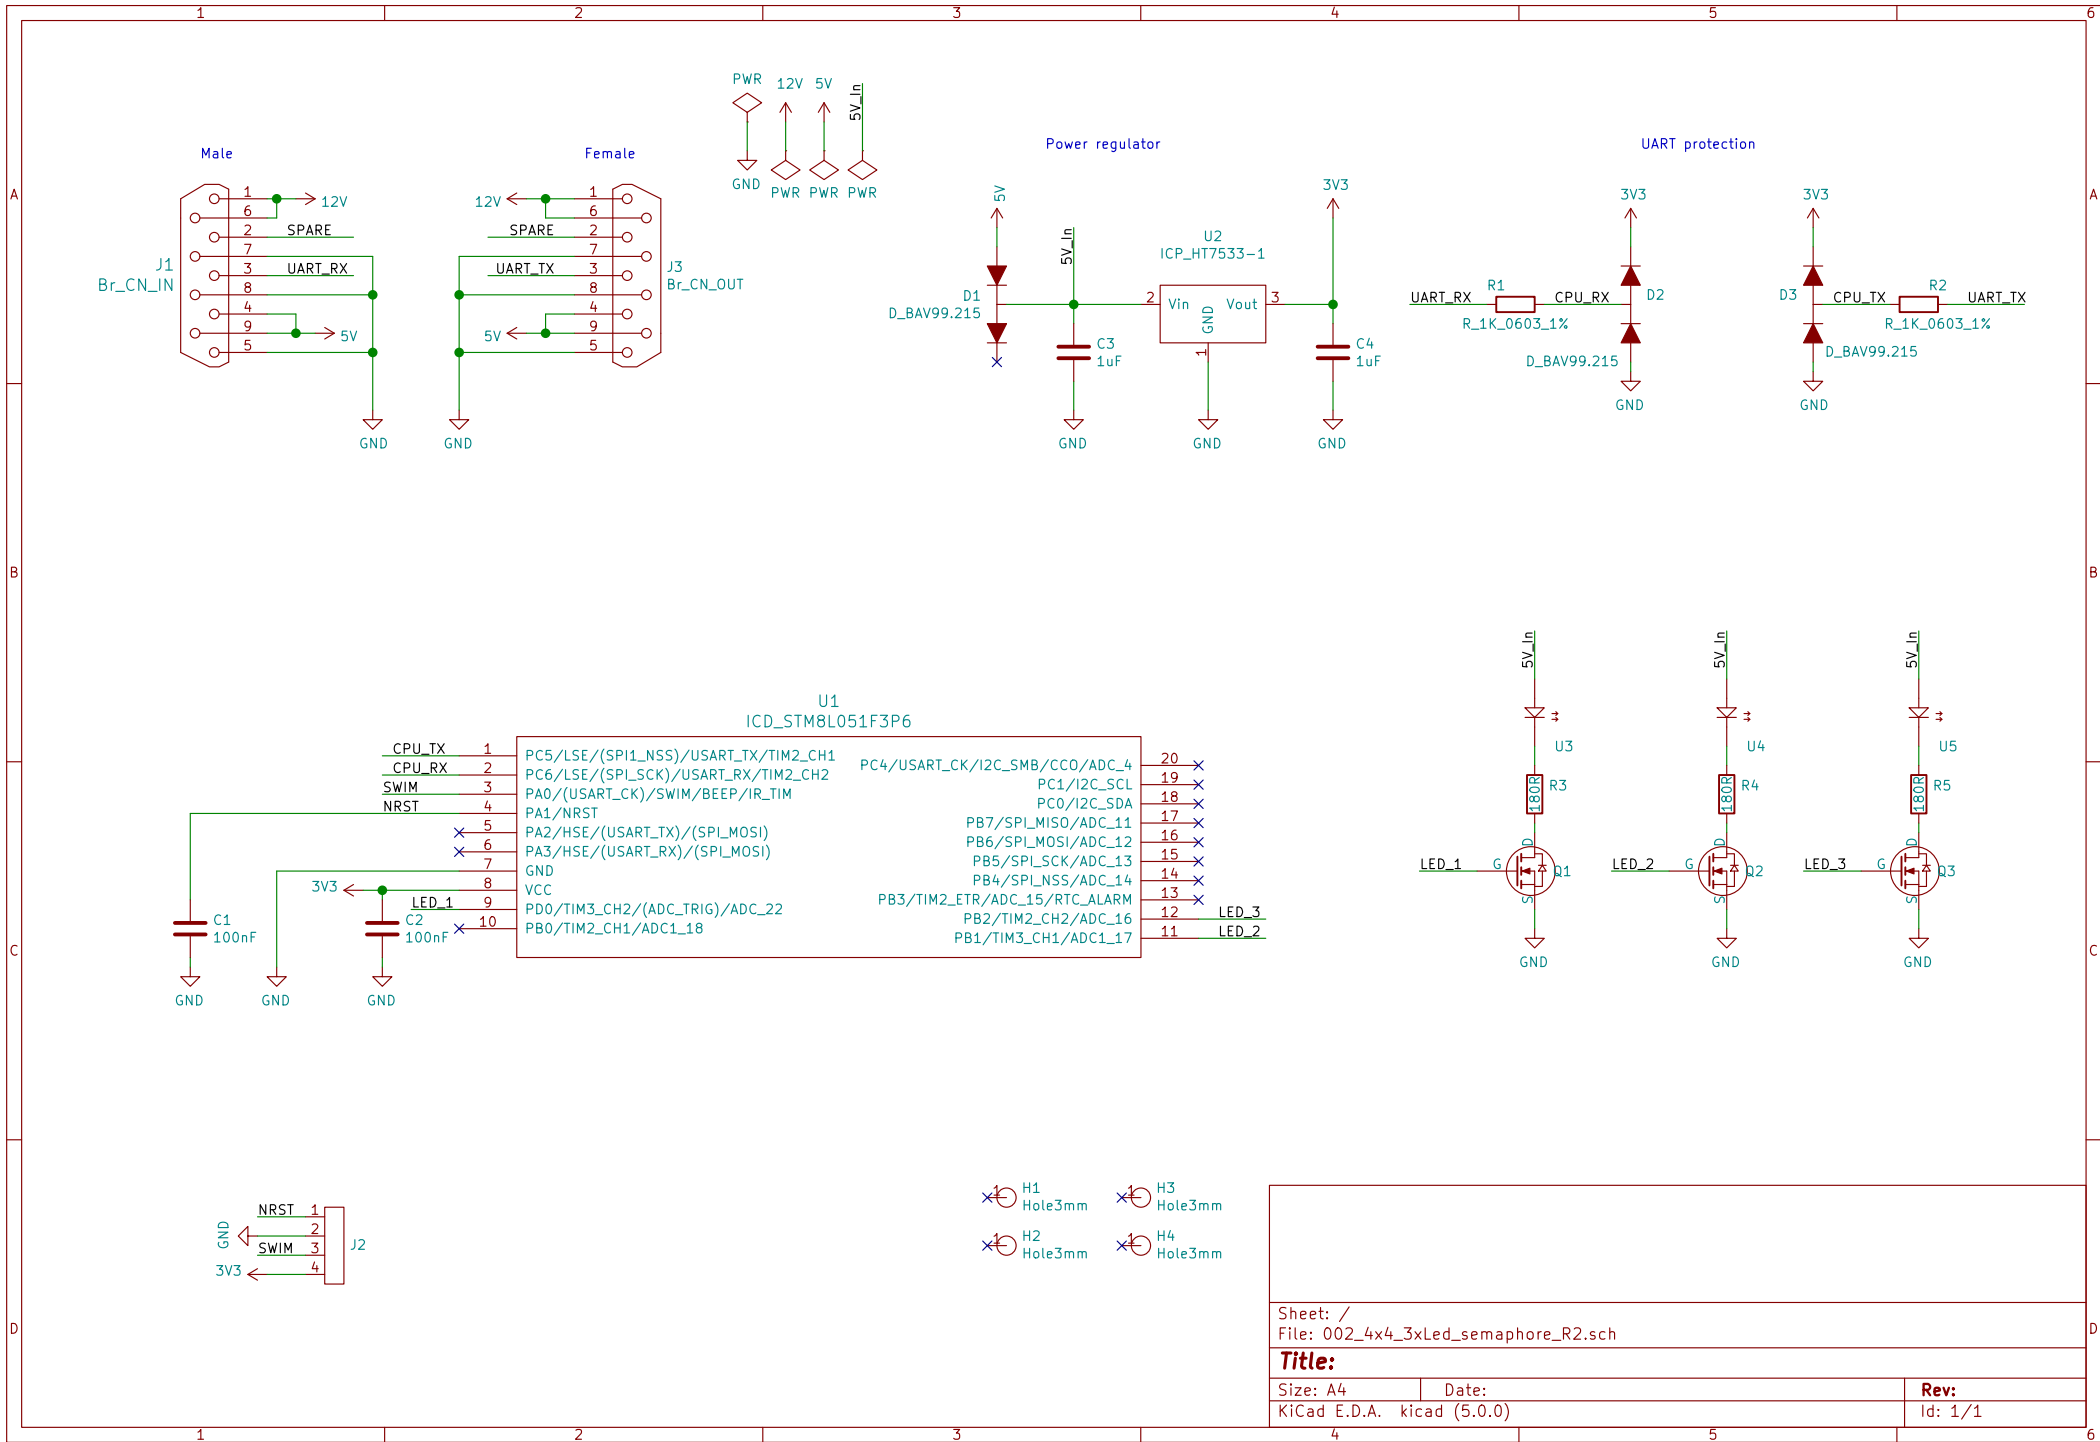 1 2 3 4 5 6
A
B
C
D
A
B
C
D
1 2 3 4 5 6
Male
1
6
2
7
3
8
4
9
5
12V
SPARE
UART_RX
5V
GND
J1
Br_CN_IN
Female
1
6
2
7
3
8
4
9
5
12V
SPARE
UART_TX
5V
GND
J3
Br_CN_OUT
PWR
GND
12V
PWR
5V
PWR
5V_In
PWR
Power regulator
5V
D1
D_BAV99.215
5V_In
C3
1uF
GND
U2
ICP_HT7533-1
2
Vin
Vout
3
GND
1
GND
3V3
C4
1uF
GND
UART protection
UART_RX
R1
R_1K_0603_1%
CPU_RX
3V3
D2
D_BAV99.215
GND
3V3
D3
D_BAV99.215
GND
CPU_TX
R2
R_1K_0603_1%
UART_TX
U1
ICD_STM8L051F3P6
CPU_TX 1 PC5/LSE/(SPI1_NSS)/USART_TX/TIM2_CH1
CPU_RX 2 PC6/LSE/(SPI_SCK)/USART_RX/TIM2_CH2
SWIM 3 PA0/(USART_CK)/SWIM/BEEP/IR_TIM
NRST 4 PA1/NRST
5 PA2/HSE/(USART_TX)/(SPI_MOSI)
6 PA3/HSE/(USART_RX)/(SPI_MOSI)
7 GND
3V3 8 VCC
LED_1 9 PD0/TIM3_CH2/(ADC_TRIG)/ADC_22
10 PB0/TIM2_CH1/ADC1_18
PC4/USART_CK/I2C_SMB/CCO/ADC_4 20
PC1/I2C_SCL 19
PC0/I2C_SDA 18
PB7/SPI_MISO/ADC_11 17
PB6/SPI_MOSI/ADC_12 16
PB5/SPI_SCK/ADC_13 15
PB4/SPI_NSS/ADC_14 14
PB3/TIM2_ETR/ADC_15/RTC_ALARM 13
PB2/TIM2_CH2/ADC_16 12 LED_3
PB1/TIM3_CH1/ADC1_17 11 LED_2
C1
100nF
GND
GND
C2
100nF
GND
5V_In
U3
180R
R3
LED_1
G
D
S
Q1
GND
5V_In
U4
180R
R4
LED_2
G
D
S
Q2
GND
5V_In
U5
180R
R5
LED_3
G
D
S
Q3
GND
NRST 1
GND 2
SWIM 3
3V3 4
J2
1
H1
Hole3mm
1
H3
Hole3mm
1
H2
Hole3mm
1
H4
Hole3mm
Sheet: /
File: 002_4x4_3xLed_semaphore_R2.sch
Title:
Size: A4 Date: Rev:
KiCad E.D.A. kicad (5.0.0) Id: 1/1